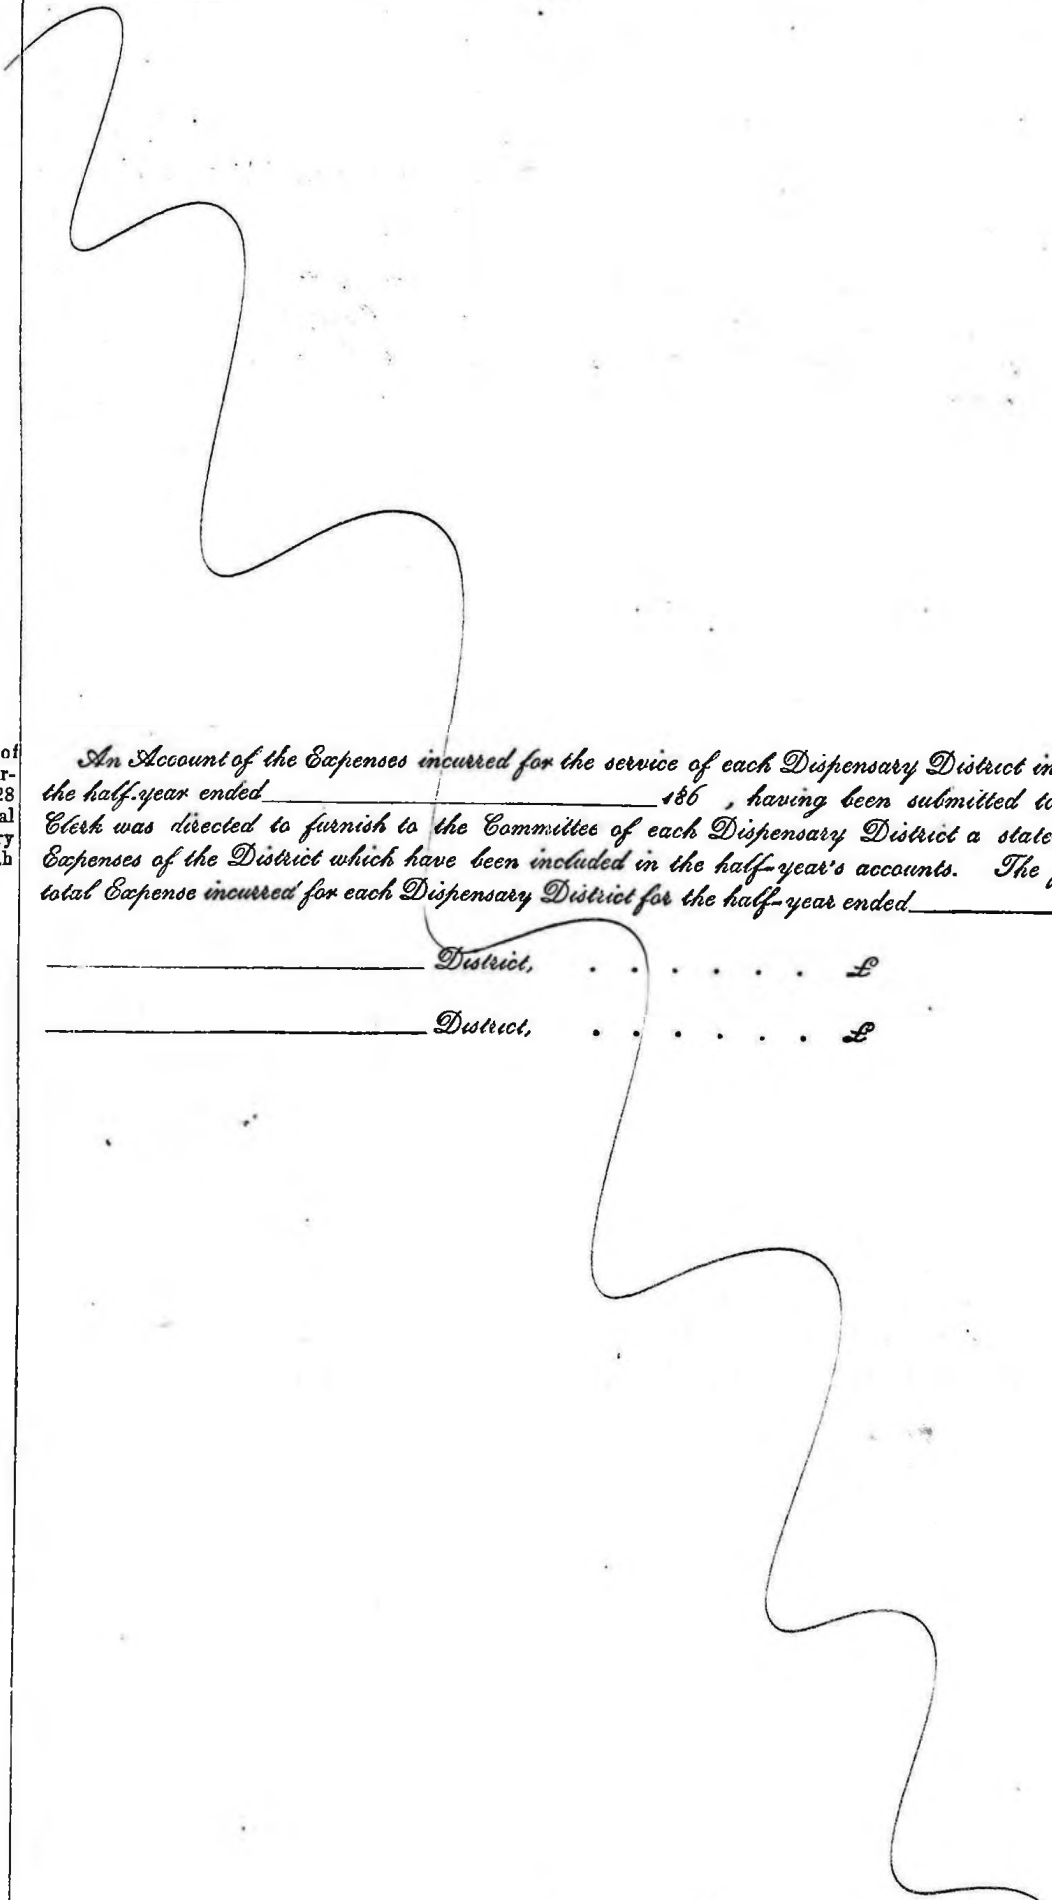 of
r-
28
al
ry
h
An Account of the Expenses incurred for the service of each Dispensary District in
the half-year ended 186 , having been submitted to
Clerk was directed to furnish to the Committee of each Dispensary District a state
Expenses of the District which have been included in the half-year's accounts. The
total Expense incurred for each Dispensary District for the half-year ended
District, . . . . . . £
District, . . . . . . £